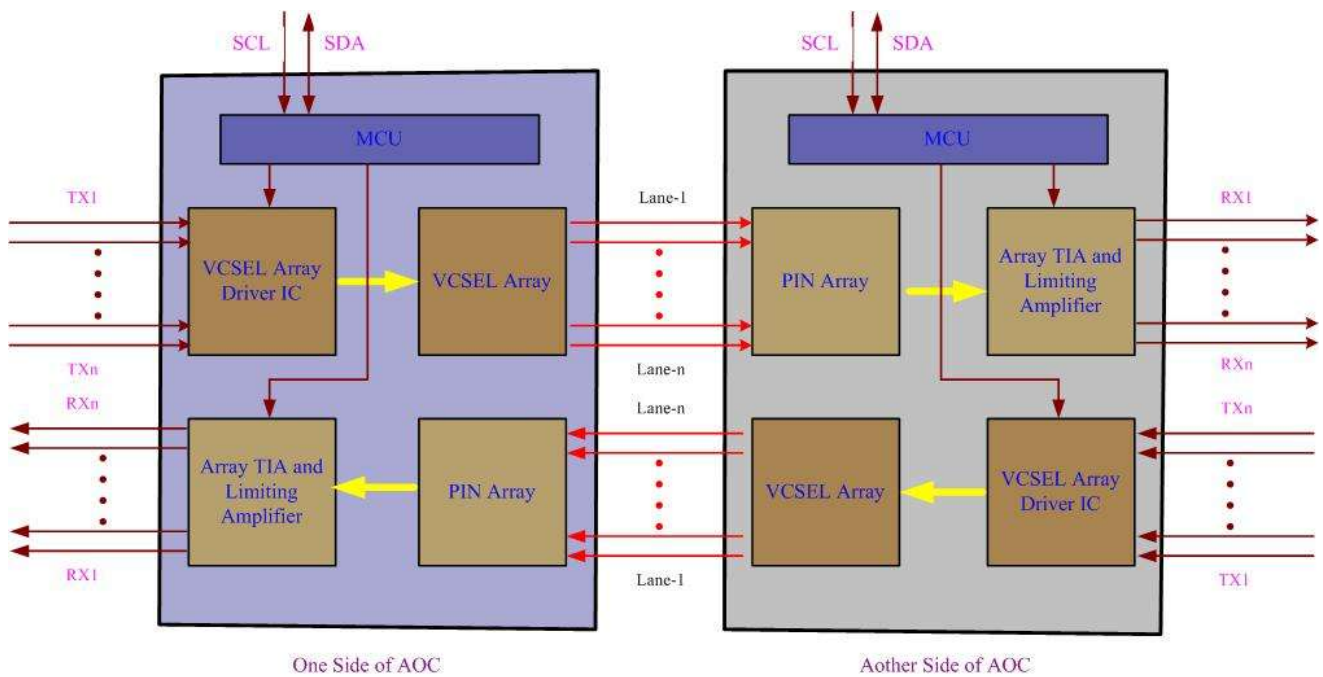 SCL SDA
SCL SDA
MCU
MCU
TX1
Lane-1
RX1
VCSEL Array
Driver IC
VCSEL Array
PIN Array
Array TIA and
Limiting
Amplifier
TXn
Lane-n
RXn
RXn
Lane-n
TXn
Array TIA and
Limiting
Amplifier
PIN Array
VCSEL Array
VCSEL Array
Driver IC
RX1
Lane-1
TX1
One Side of AOC
Aother Side of AOC